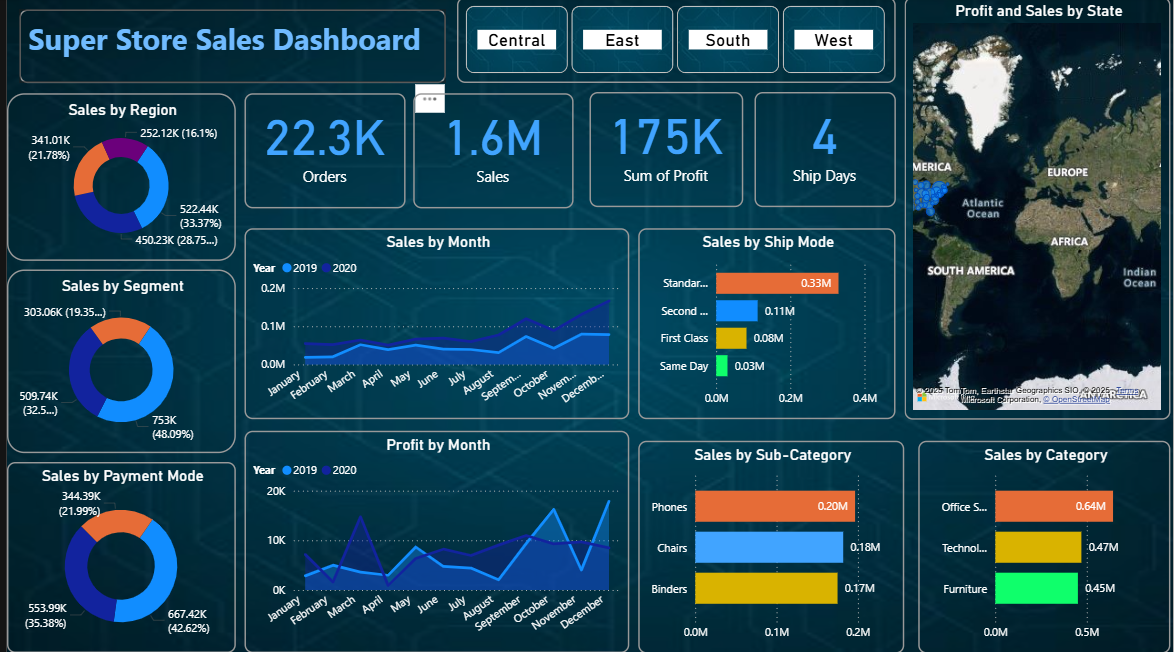 Super Store Sales Dashboard
Central
East
South
West
Profit and Sales by State
Sales by Region
252.12K (16.1%)
341.01K
(21.78%)
522.44K
(33.37%)
450.23K (28.75...)
22.3K
Orders
...
1.6M
Sales
175K
Sum of Profit
4
Ship Days
MERICA
EUROPE
Atlantic
Ocean
AFRICA
SOUTH AMERICA
Indian
Ocean
ANTARCTICA
© 2025 TomTom, Earthstar Geographics SIO, © 2025 Terms
Microsoft Corporation, © OpenStreetMap
Sales by Segment
303.06K (19.35...)
509.74K
(32.5...)
753K
(48.09%)
Sales by Month
Year 2019 2020
0.2M
0.1M
0.0M
January
February
March
April
May
June
July
August
Septem...
October
Novem...
Decemb...
Sales by Ship Mode
Standar...
0.33M
Second ...
0.11M
First Class
0.08M
Same Day
0.03M
0.0M
0.2M
0.4M
Sales by Payment Mode
344.39K
(21.99%)
553.99K
(35.38%)
667.42K
(42.62%)
Profit by Month
Year 2019 2020
20K
10K
0K
January
February
March
April
May
June
July
August
September
October
November
December
Sales by Sub-Category
Phones
0.20M
Chairs
0.18M
Binders
0.17M
0.0M
0.1M
0.2M
Sales by Category
Office S...
0.64M
Technol...
0.47M
Furniture
0.45M
0.0M
0.5M